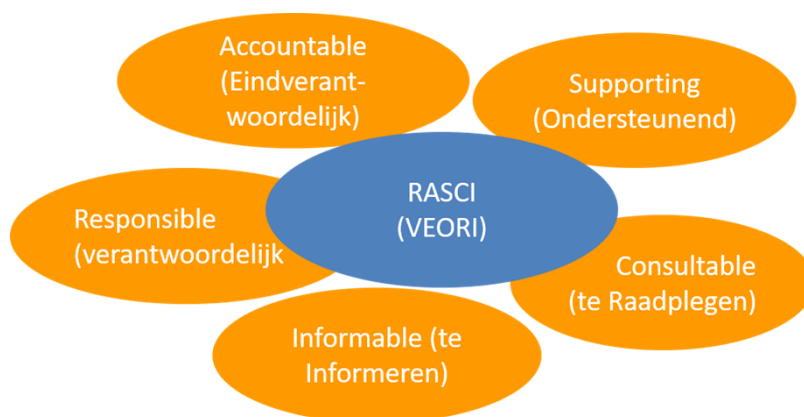 Accountable
(Eindverant-
woordelijk)
Supporting
(Ondersteunend)
RASCI
(VEORI)
Responsible
(verantwoordelijk
Consultable
(te Raadplegen)
Informable (te
Informeren)